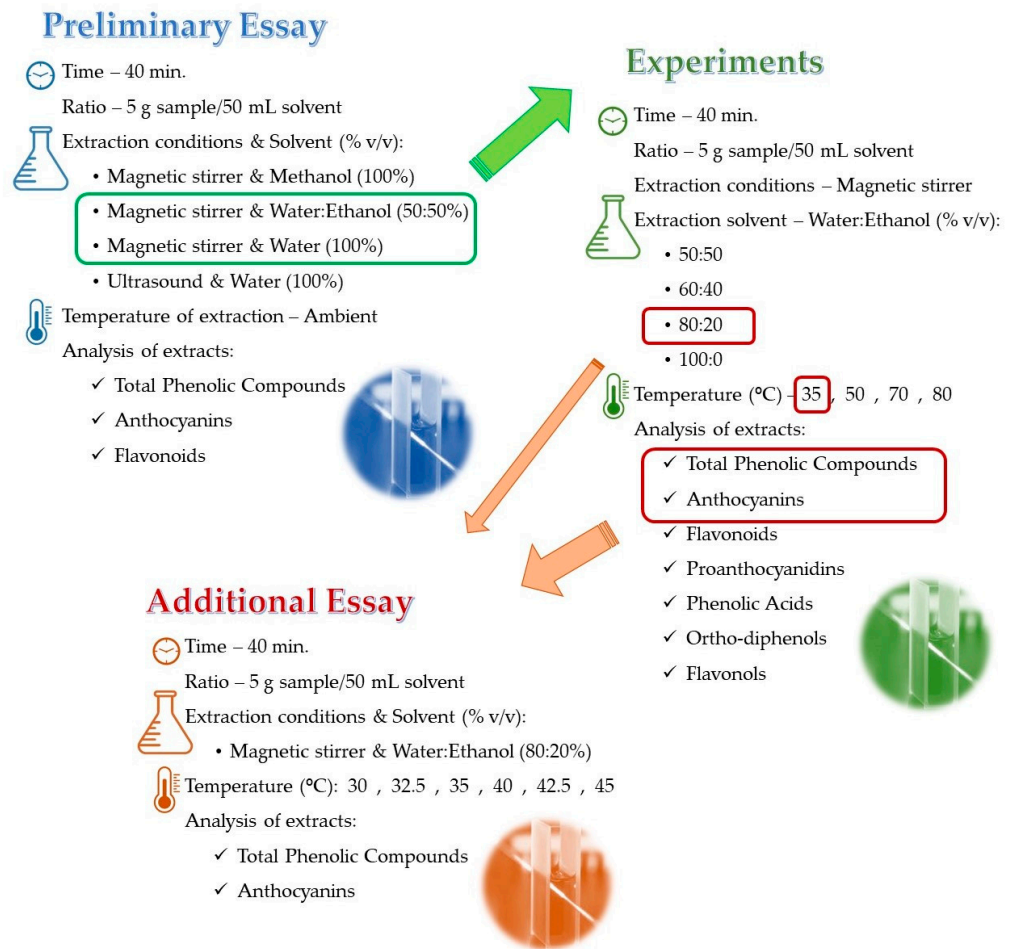 Preliminary Essay
Time – 40 min.
Ratio – 5 g sample/50 mL solvent
Extraction conditions & Solvent (% v/v):
• Magnetic stirrer & Methanol (100%)
• Magnetic stirrer & Water:Ethanol (50:50%)
• Magnetic stirrer & Water (100%)
• Ultrasound & Water (100%)
Temperature of extraction – Ambient
Analysis of extracts:
✓ Total Phenolic Compounds
✓ Anthocyanins
✓ Flavonoids
Experiments
Time – 40 min.
Ratio – 5 g sample/50 mL solvent
Extraction conditions – Magnetic stirrer
Extraction solvent – Water:Ethanol (% v/v):
• 50:50
• 60:40
• 80:20
• 100:0
Temperature (°C) – 35 , 50 , 70 , 80
Analysis of extracts:
✓ Total Phenolic Compounds
✓ Anthocyanins
✓ Flavonoids
✓ Proanthocyanidins
✓ Phenolic Acids
✓ Ortho-diphenols
✓ Flavonols
Additional Essay
Time – 40 min.
Ratio – 5 g sample/50 mL solvent
Extraction conditions & Solvent (% v/v):
• Magnetic stirrer & Water:Ethanol (80:20%)
Temperature (°C): 30 , 32.5 , 35 , 40 , 42.5 , 45
Analysis of extracts:
✓ Total Phenolic Compounds
✓ Anthocyanins